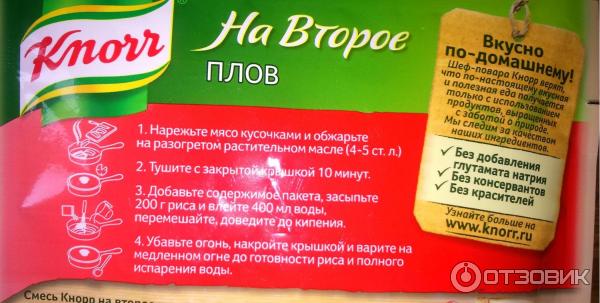 Knorr
На Второе
ПЛОВ
1. Нарежьте мясо кусочками и обжарьте
на разогретом растительном масле (4-5 ст. л.)
2. Тушите с закрытой крышкой 10 минут.
3. Добавьте содержимое пакета, засыпьте
200 г риса и влейте 400 мл воды,
перемешайте, доведите до кипения.
4. Убавьте огонь, накройте крышкой и варите на
медленном огне до готовности риса и полного
испарения воды.
Смесь Кнорр на второе
Вкусно
по-домашнему!
Шеф-повара Кнорр верят,
что по-настоящему вкусная
и полезная еда получается
только с использованием
продуктов, выращенных
с заботой о природе.
Мы следим за качеством
наших ингредиентов.
✓ Без добавления
глутамата натрия
✓ Без консервантов
✓ Без красителей
Узнайте больше на
www.knorr.ru
ОТЗОВИК